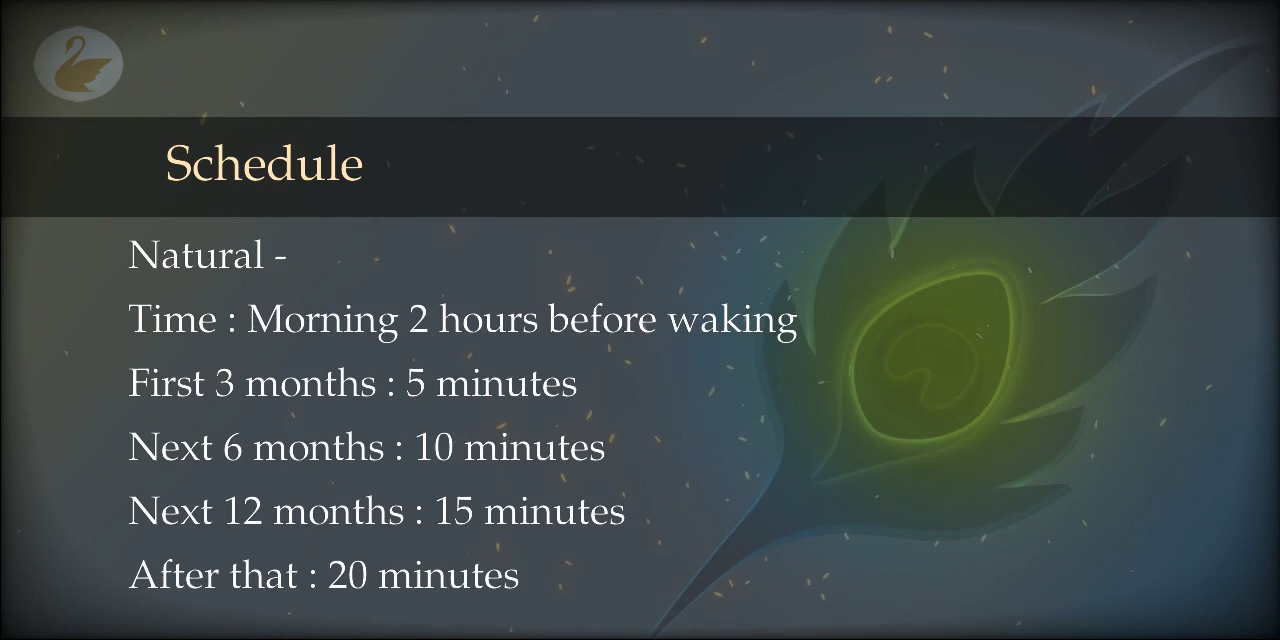 Schedule
Natural -
Time : Morning 2 hours before waking
First 3 months : 5 minutes
Next 6 months : 10 minutes
Next 12 months : 15 minutes
After that : 20 minutes